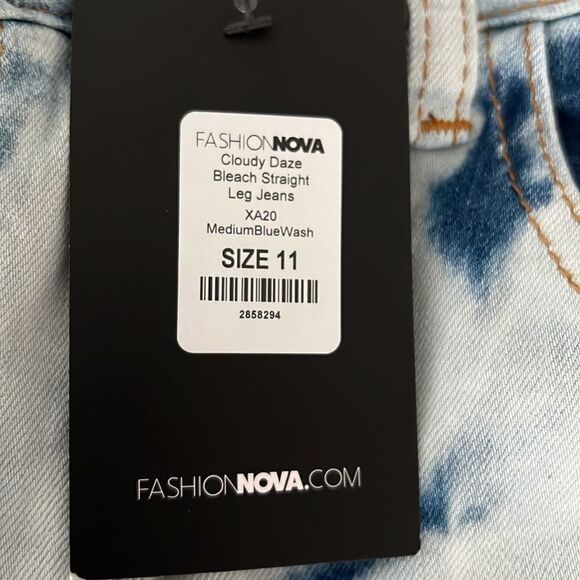 FASHIONNOVA
Cloudy Daze
Bleach Straight
Leg Jeans
XA20
MediumBlueWash
SIZE 11
2858294
FASHIONNOVA.COM